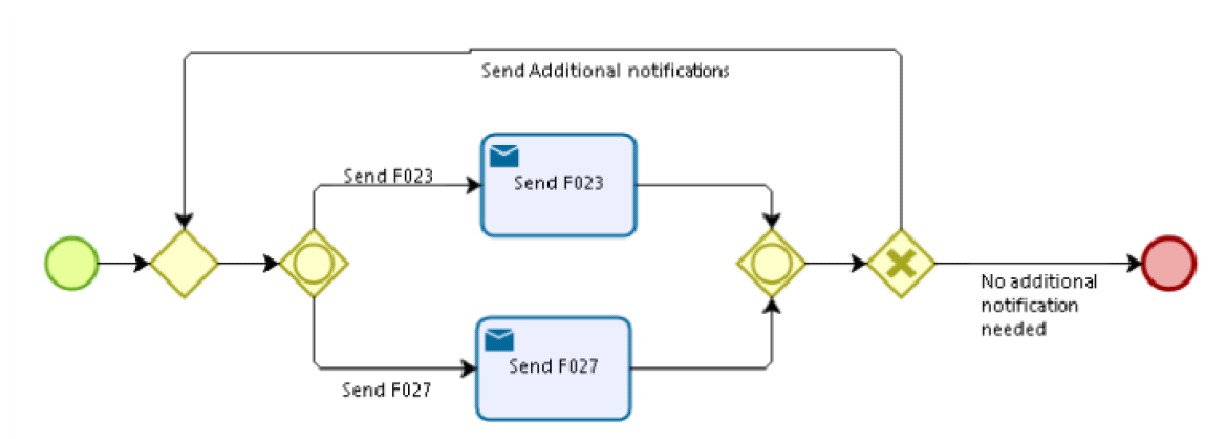 Send Additional notifications
Send F023
Send F023
Send F027
Send F027
No additional
notification
needed